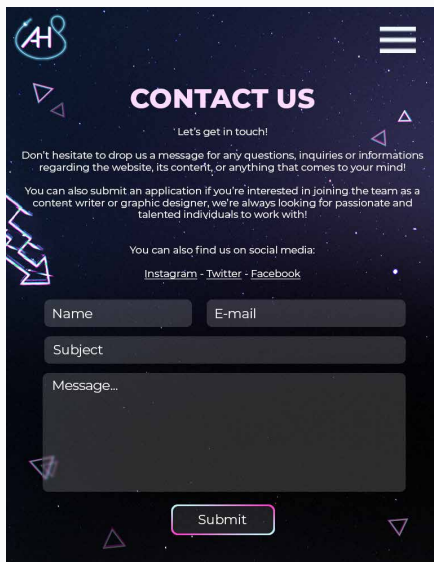 AH8
CONTACT US
Let's get in touch!
Don't hesitate to drop us a message for any questions, inquiries or informations
regarding the website, its content, or anything that comes to your mind!
You can also submit an application if you're interested in joining the team as a
content writer or graphic designer, we're always looking for passionate and
talented individuals to work with!
You can also find us on social media:
Instagram - Twitter - Facebook
Name
E-mail
Subject
Message...
Submit